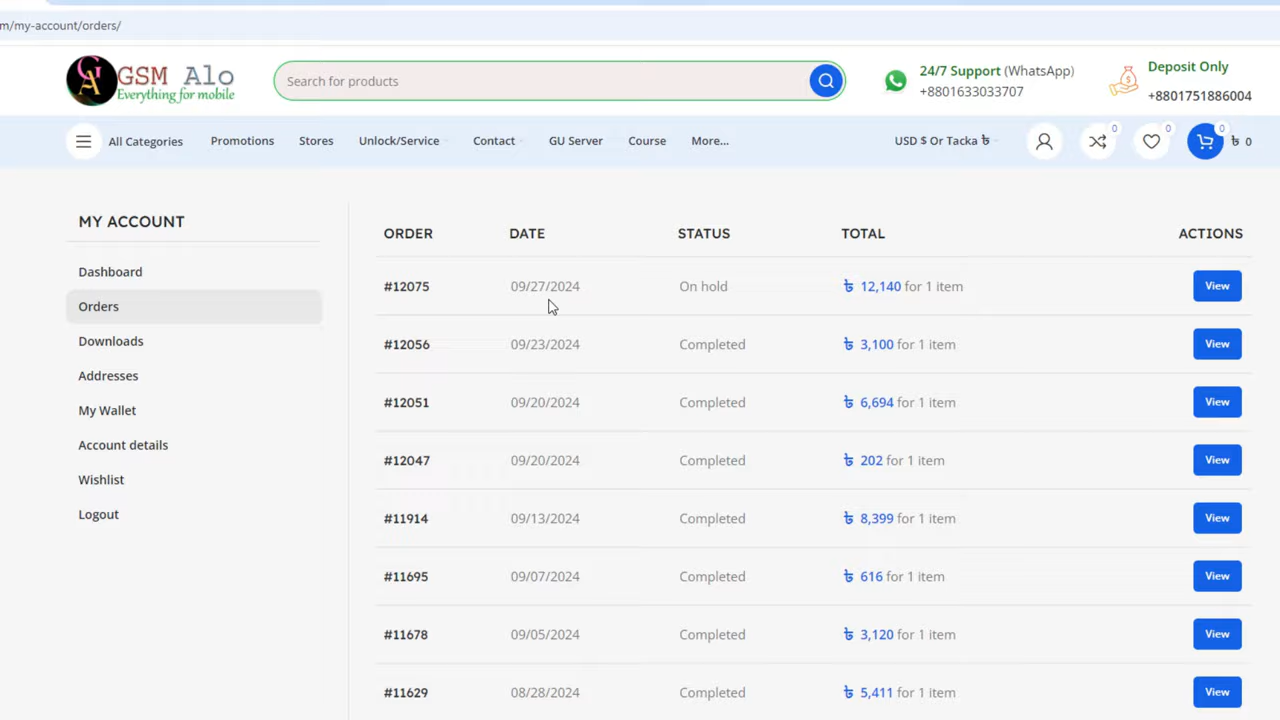 m/my-account/orders/
GSM Alo
Everything for mobile
Search for products
24/7 Support (WhatsApp)
+8801633033707
Deposit Only
+8801751886004
All Categories
Promotions
Stores
Unlock/Service
Contact
GU Server
Course
More...
USD $ Or Tacka ৳
0
0
0
৳ 0
MY ACCOUNT
Dashboard
Orders
Downloads
Addresses
My Wallet
Account details
Wishlist
Logout
ORDER DATE STATUS TOTAL ACTIONS
#12075 09/27/2024 On hold ৳ 12,140 for 1 item View
#12056 09/23/2024 Completed ৳ 3,100 for 1 item View
#12051 09/20/2024 Completed ৳ 6,694 for 1 item View
#12047 09/20/2024 Completed ৳ 202 for 1 item View
#11914 09/13/2024 Completed ৳ 8,399 for 1 item View
#11695 09/07/2024 Completed ৳ 616 for 1 item View
#11678 09/05/2024 Completed ৳ 3,120 for 1 item View
#11629 08/28/2024 Completed ৳ 5,411 for 1 item View